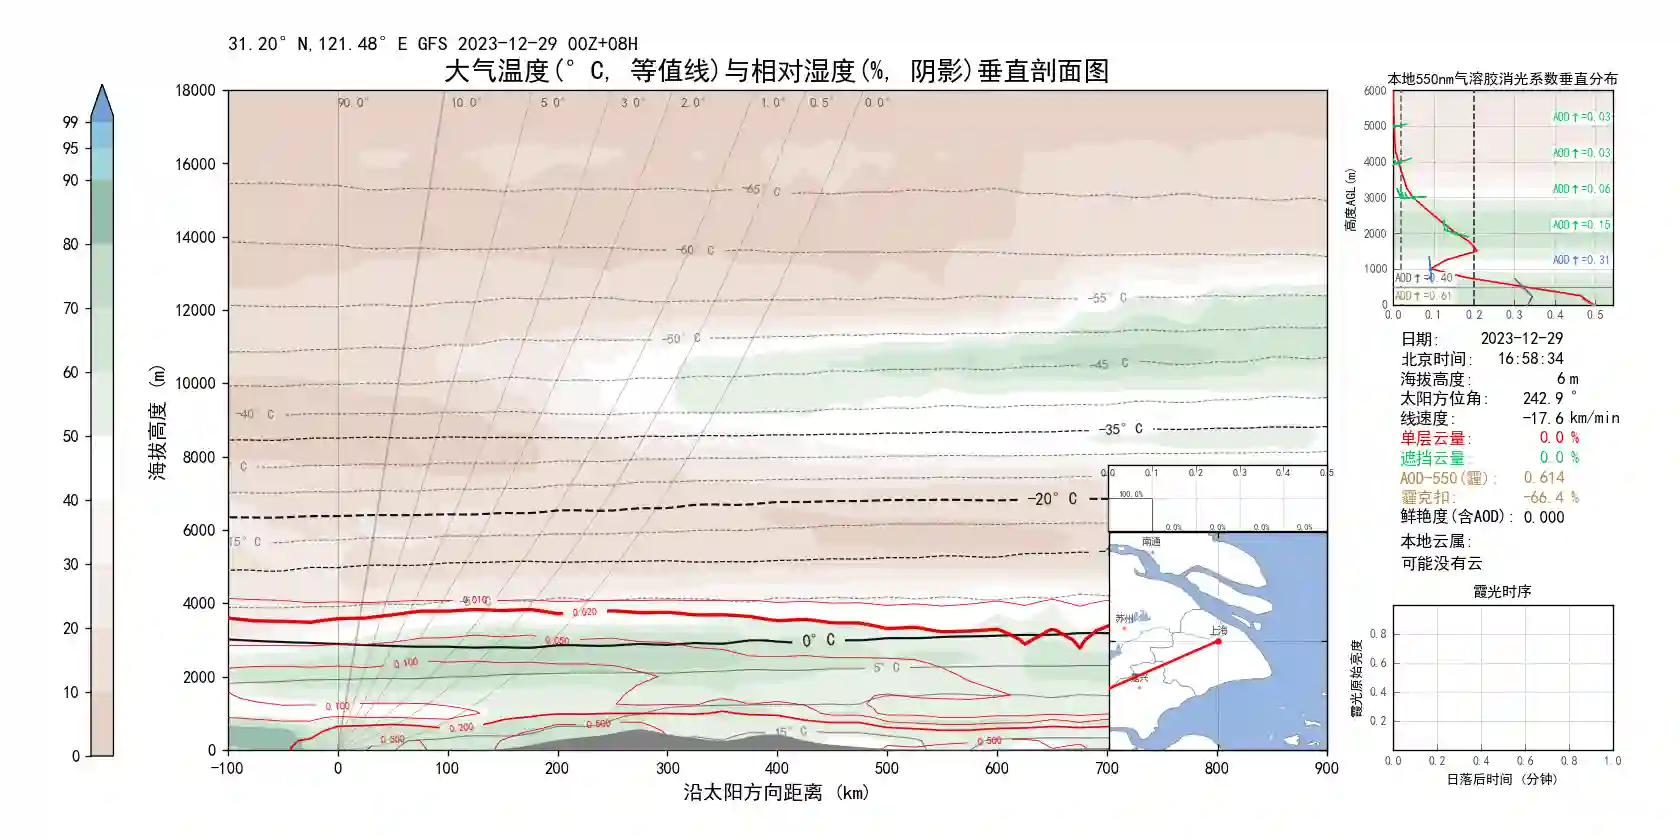 31.20°N,121.48°E GFS 2023-12-29 00Z+08H
大气温度(°C, 等值线)与相对湿度(%, 阴影)垂直剖面图
99
95
90
80
70
60
50
40
30
20
10
0
海拔高度 (m)
18000
16000
14000
12000
10000
8000
6000
4000
2000
0
90.0° 10.0° 5.0° 3.0° 2.0° 1.0° 0.5° 0.0°
-65°C
-60°C
-55°C
-50°C
-45°C
-40°C
-35°C
-20°C
0°C
5°C
15°C
0.010
0.020
0.050
0.100
0.100
0.200
0.500
0.500
-100 0 100 200 300 400 500 600 700 800 900
沿太阳方向距离 (km)
0.0 0.1 0.2 0.3 0.4 0.5
100.0%
0.0% 0.0% 0.0% 0.0%
南通
苏州
上海
嘉兴
本地550nm气溶胶消光系数垂直分布
高度AGL(m)
6000
5000
4000
3000
2000
1000
0
AOD↑=0.03
AOD↑=0.03
AOD↑=0.06
AOD↑=0.15
AOD↑=0.31
AOD↑=0.40
AOD↑=0.61
0.0 0.1 0.2 0.3 0.4 0.5
日期: 2023-12-29
北京时间: 16:58:34
海拔高度: 6 m
太阳方位角: 242.9 °
线速度: -17.6 km/min
单层云量: 0.0 %
遮挡云量: 0.0 %
AOD-550(霾): 0.614
霾克扣: -66.4 %
鲜艳度(含AOD): 0.000
本地云属:
可能没有云
霞光时序
霞光原始亮度
0.8
0.6
0.4
0.2
0.0 0.2 0.4 0.6 0.8 1.0
日落后时间 (分钟)